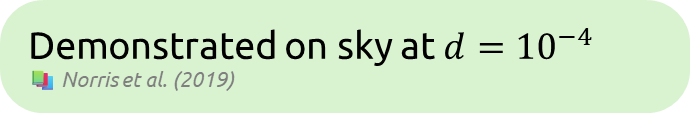 Demonstrated on sky at d = 10⁻⁴
Norris et al. (2019)